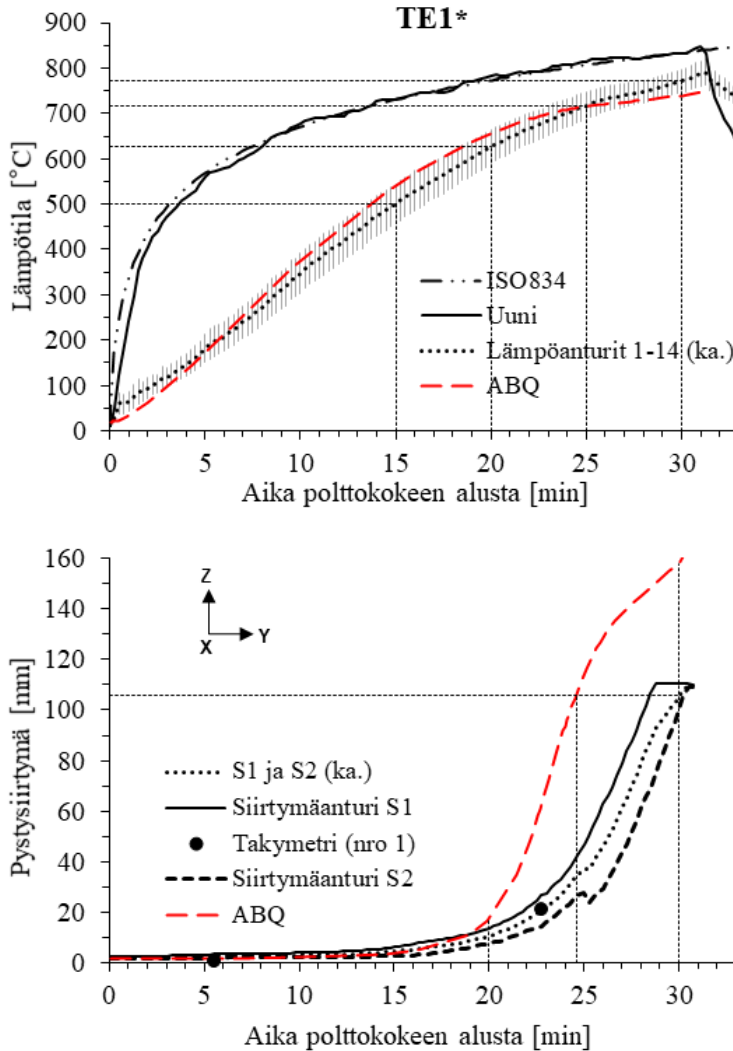 TE1*
Lämpötila [°C]
900
800
700
600
500
400
300
200
100
0
ISO834
Uuni
Lämpöanturit 1-14 (ka.)
ABQ
0 5 10 15 20 25 30
Aika polttokokeen alusta [min]
Pystysiirtymä [mm]
160
140
120
100
80
60
40
20
0
Z
X Y
S1 ja S2 (ka.)
Siirtymäanturi S1
Takymetri (nro 1)
Siirtymäanturi S2
ABQ
0 5 10 15 20 25 30
Aika polttokokeen alusta [min]